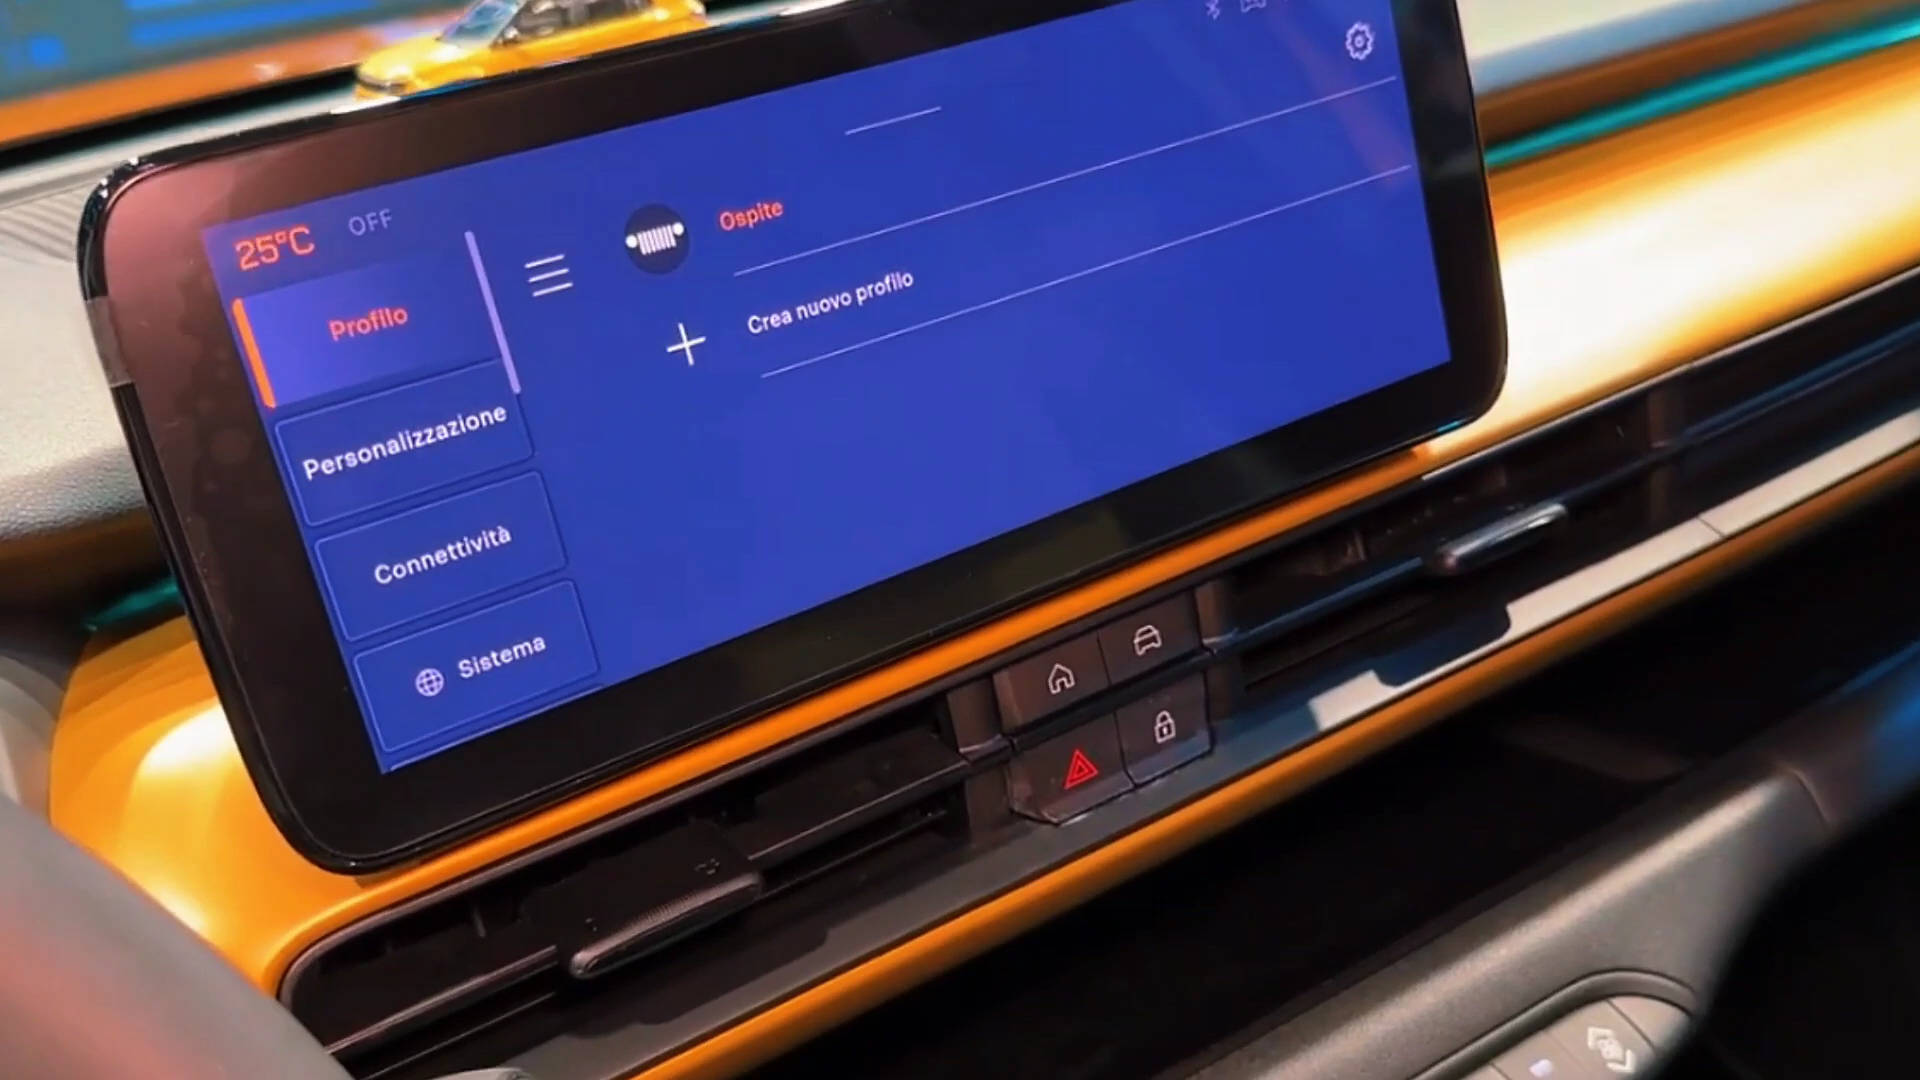 25°C OFF
Profilo
Personalizzazione
Connettività
Sistema
Ospite
Crea nuovo profilo